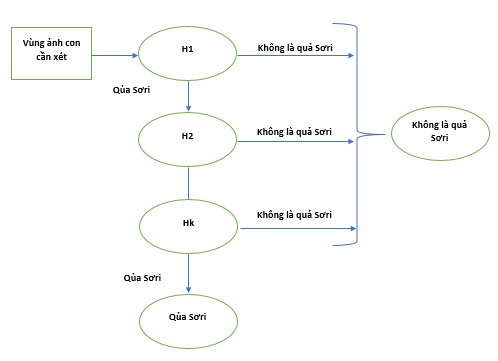 Vùng ảnh con
cần xét
H1
Không là quả Sơri
Qủa Sơri
H2
Không là quả Sơri
Không là quả
Sơri
Hk
Không là quả Sơri
Qủa Sơri
Qủa Sơri